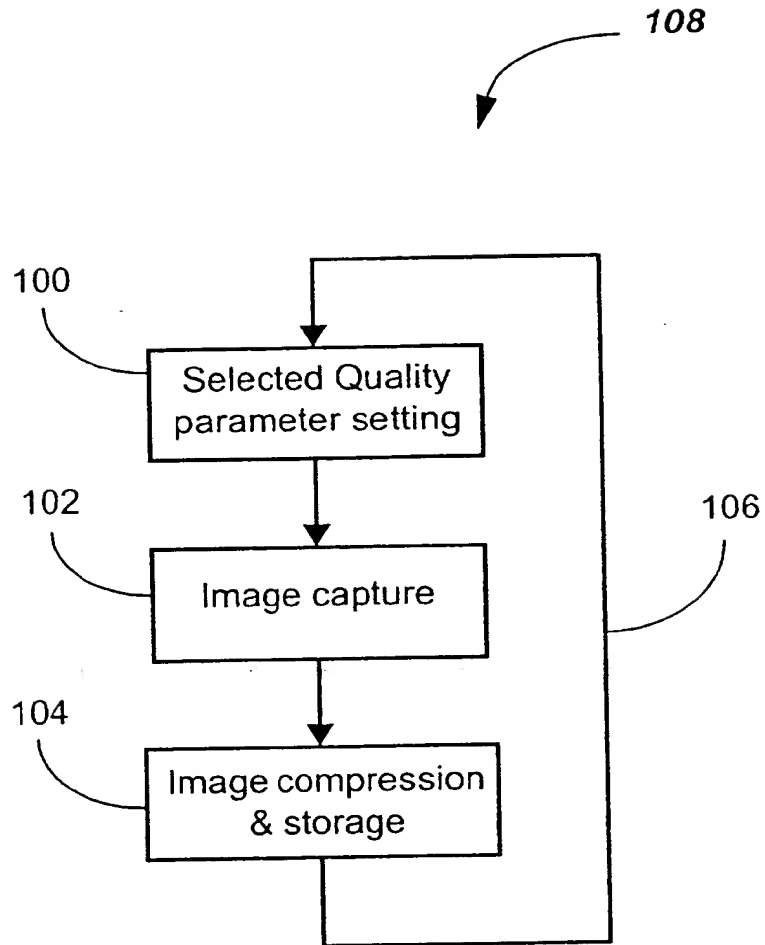 108
100
Selected Quality
parameter setting
102
Image capture
106
104
Image compression
& storage